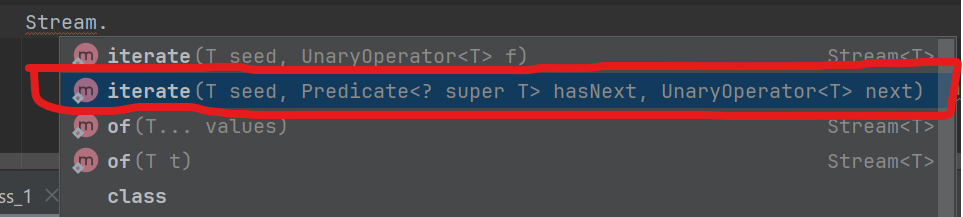 Stream.
m iterate(T seed, UnaryOperator<T> f) Stream<T>
m iterate(T seed, Predicate<? super T> hasNext, UnaryOperator<T> next)
m of(T... values) Stream<T>
m of(T t) Stream<T>
class
ss_1